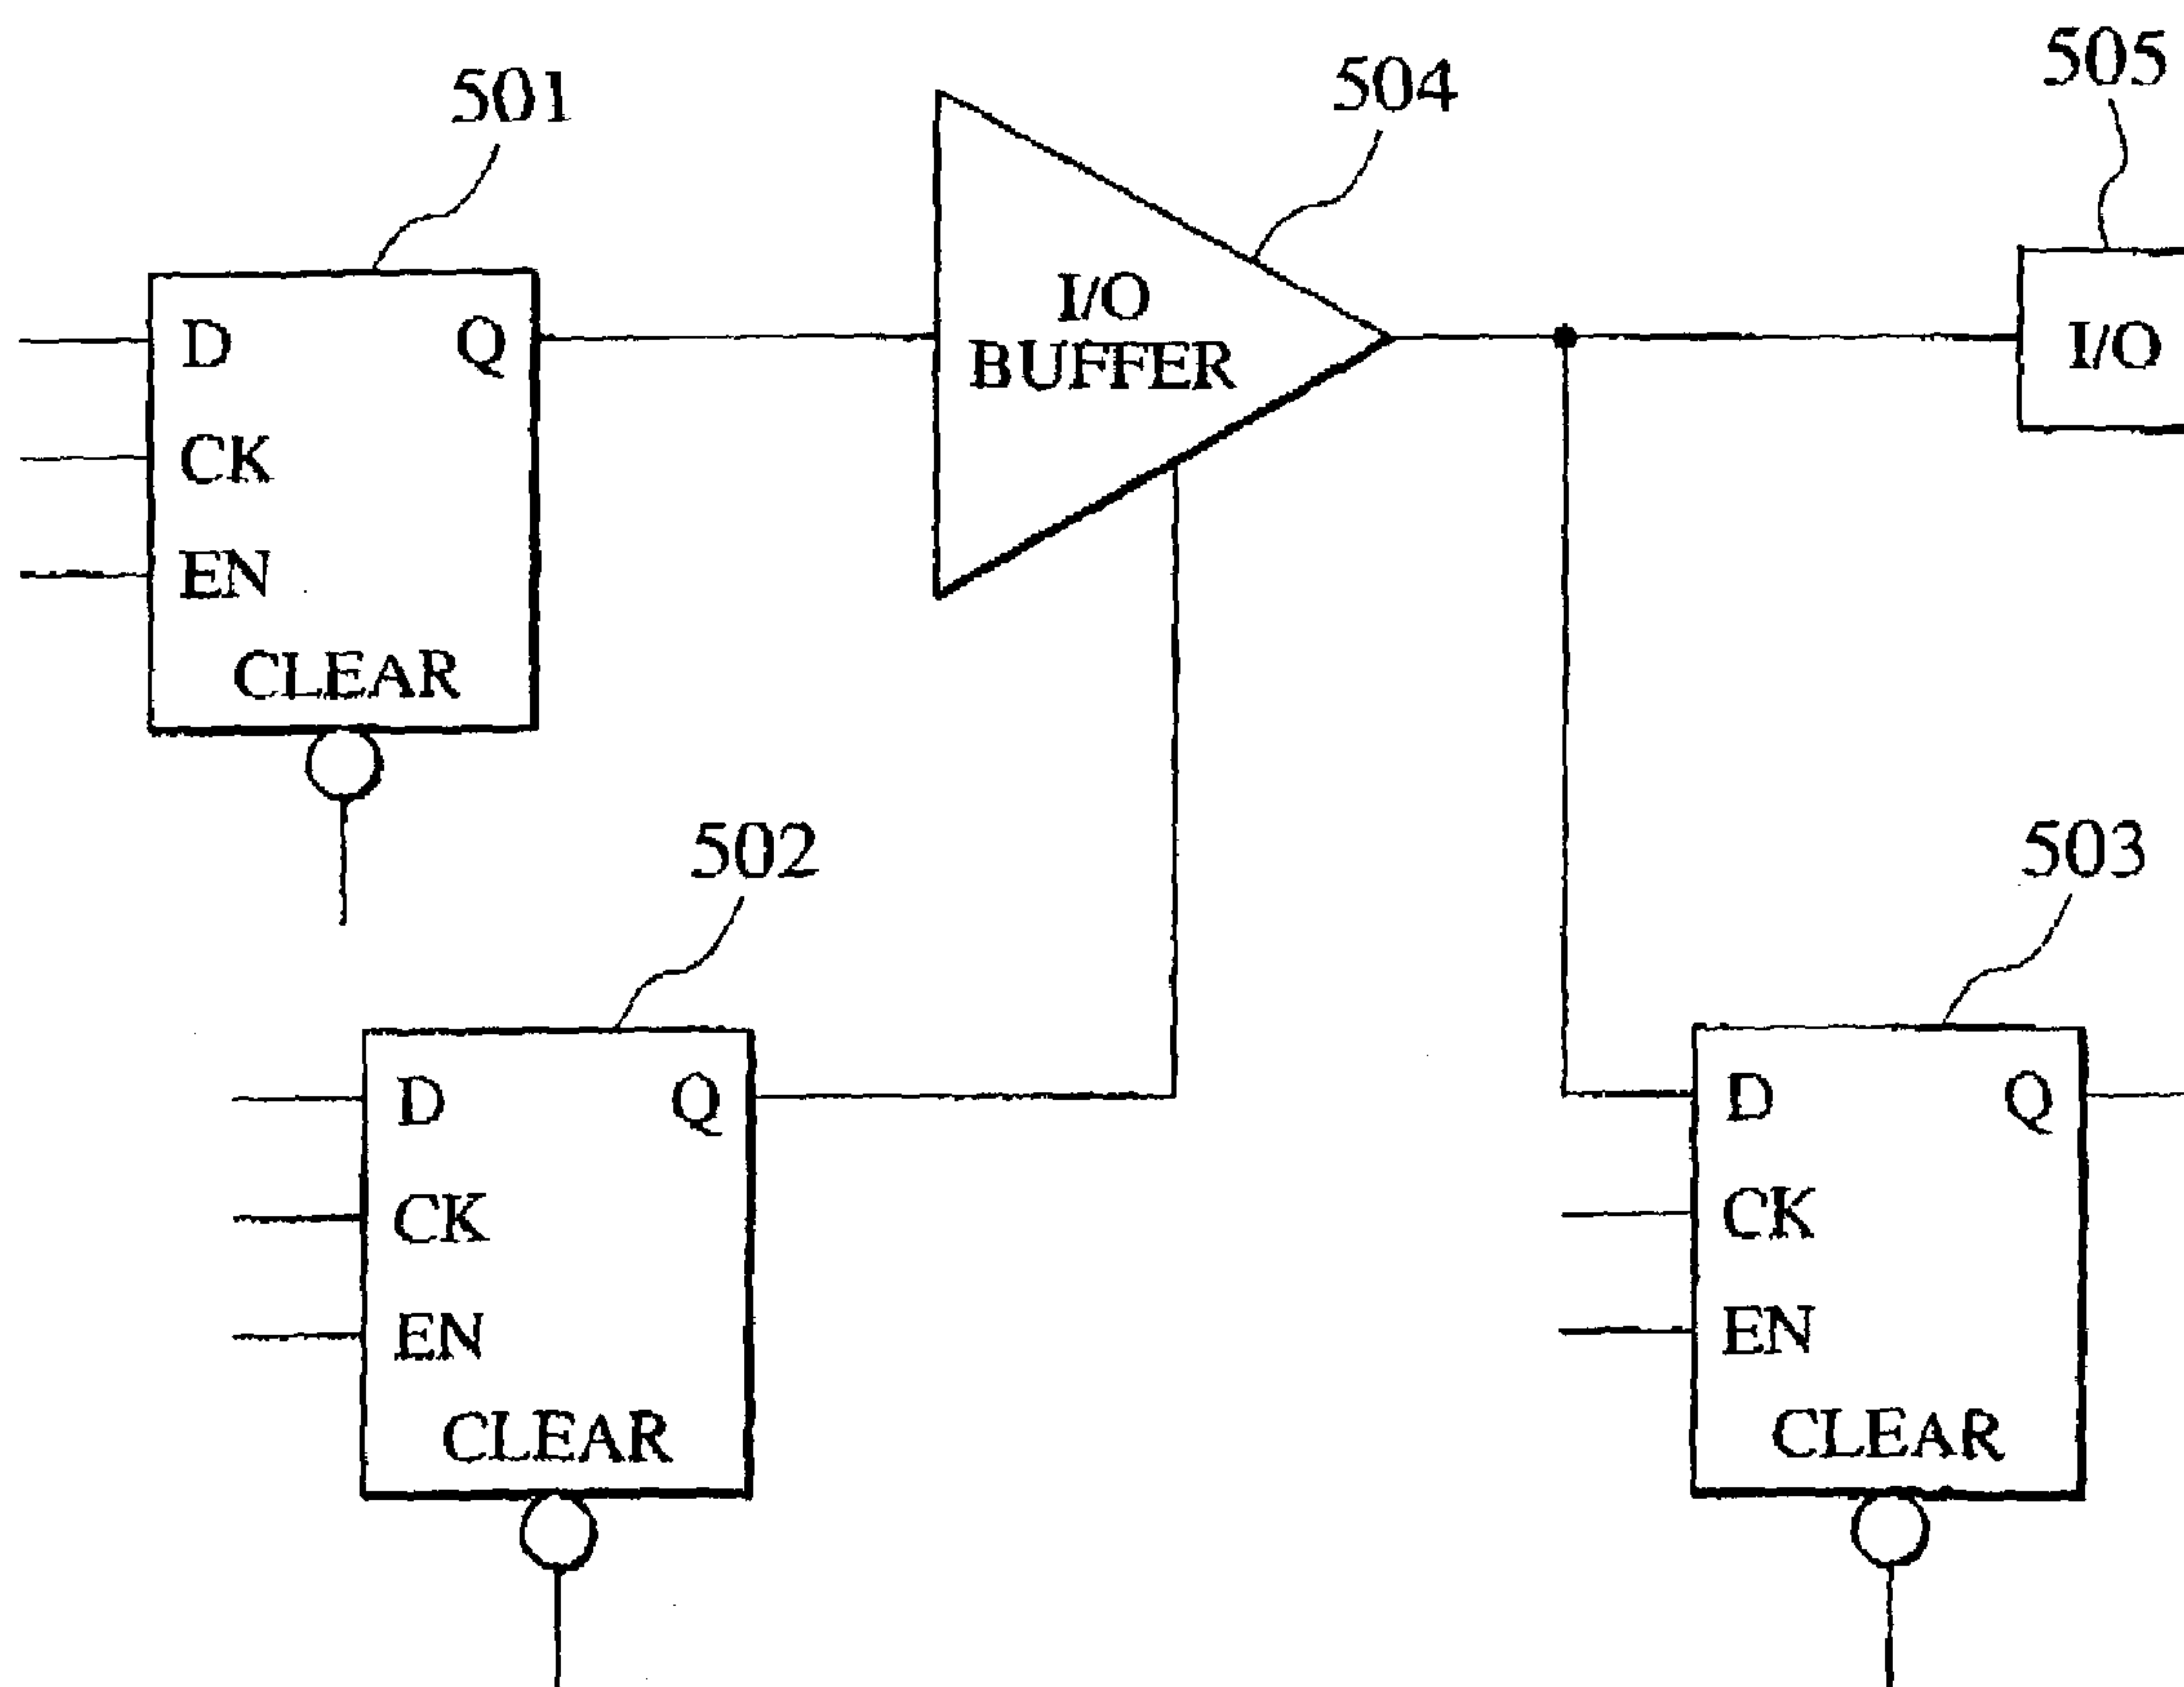 501
504
505
D Q
CK
EN
CLEAR
I/O
BUFFER
I/O
502
503
D Q
CK
EN
CLEAR
D Q
CK
EN
CLEAR